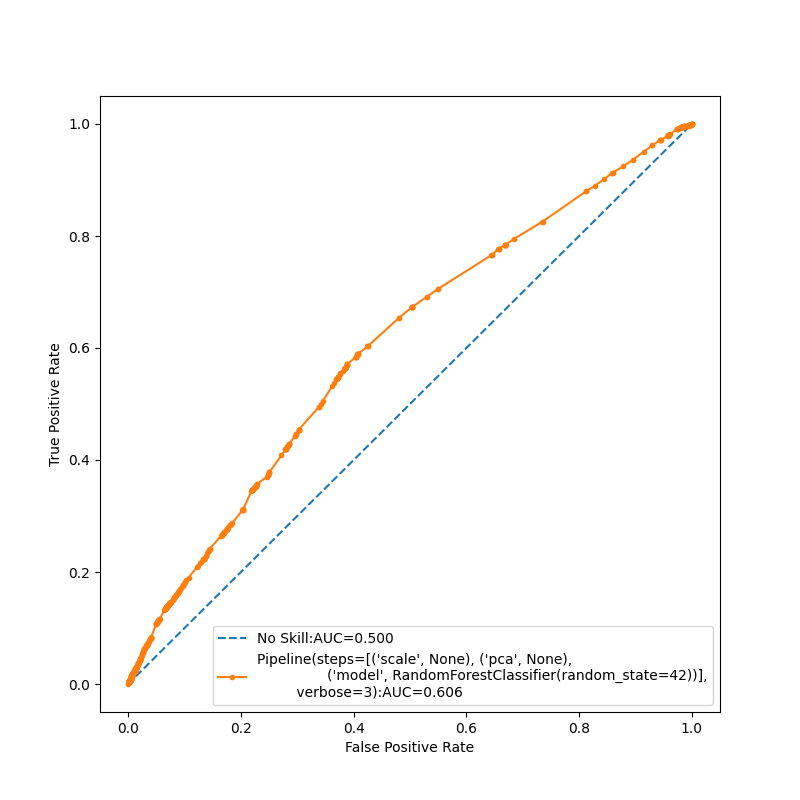 1.0
0.8
0.6
0.4
0.2
0.0
True Positive Rate
No Skill:AUC=0.500
Pipeline(steps=[('scale', None), ('pca', None),
('model', RandomForestClassifier(random_state=42))],
verbose=3):AUC=0.606
0.0 0.2 0.4 0.6 0.8 1.0
False Positive Rate